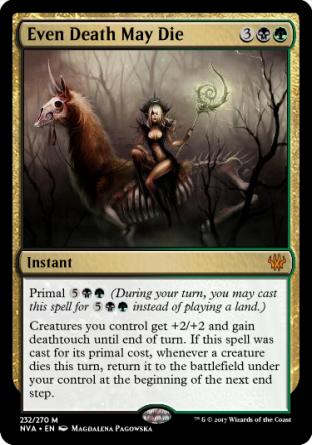 Even Death May Die 3
Instant
Primal 5 (During your turn, you may cast
this spell for 5 instead of playing a land.)
Creatures you control get +2/+2 and gain
deathtouch until end of turn. If this spell was
cast for its primal cost, whenever a creature
dies this turn, return it to the battlefield under
your control at the beginning of the next end
step.
232/270 M
NVA • EN Magdalena Pagowska
™ & © 2017 Wizards of the Coast